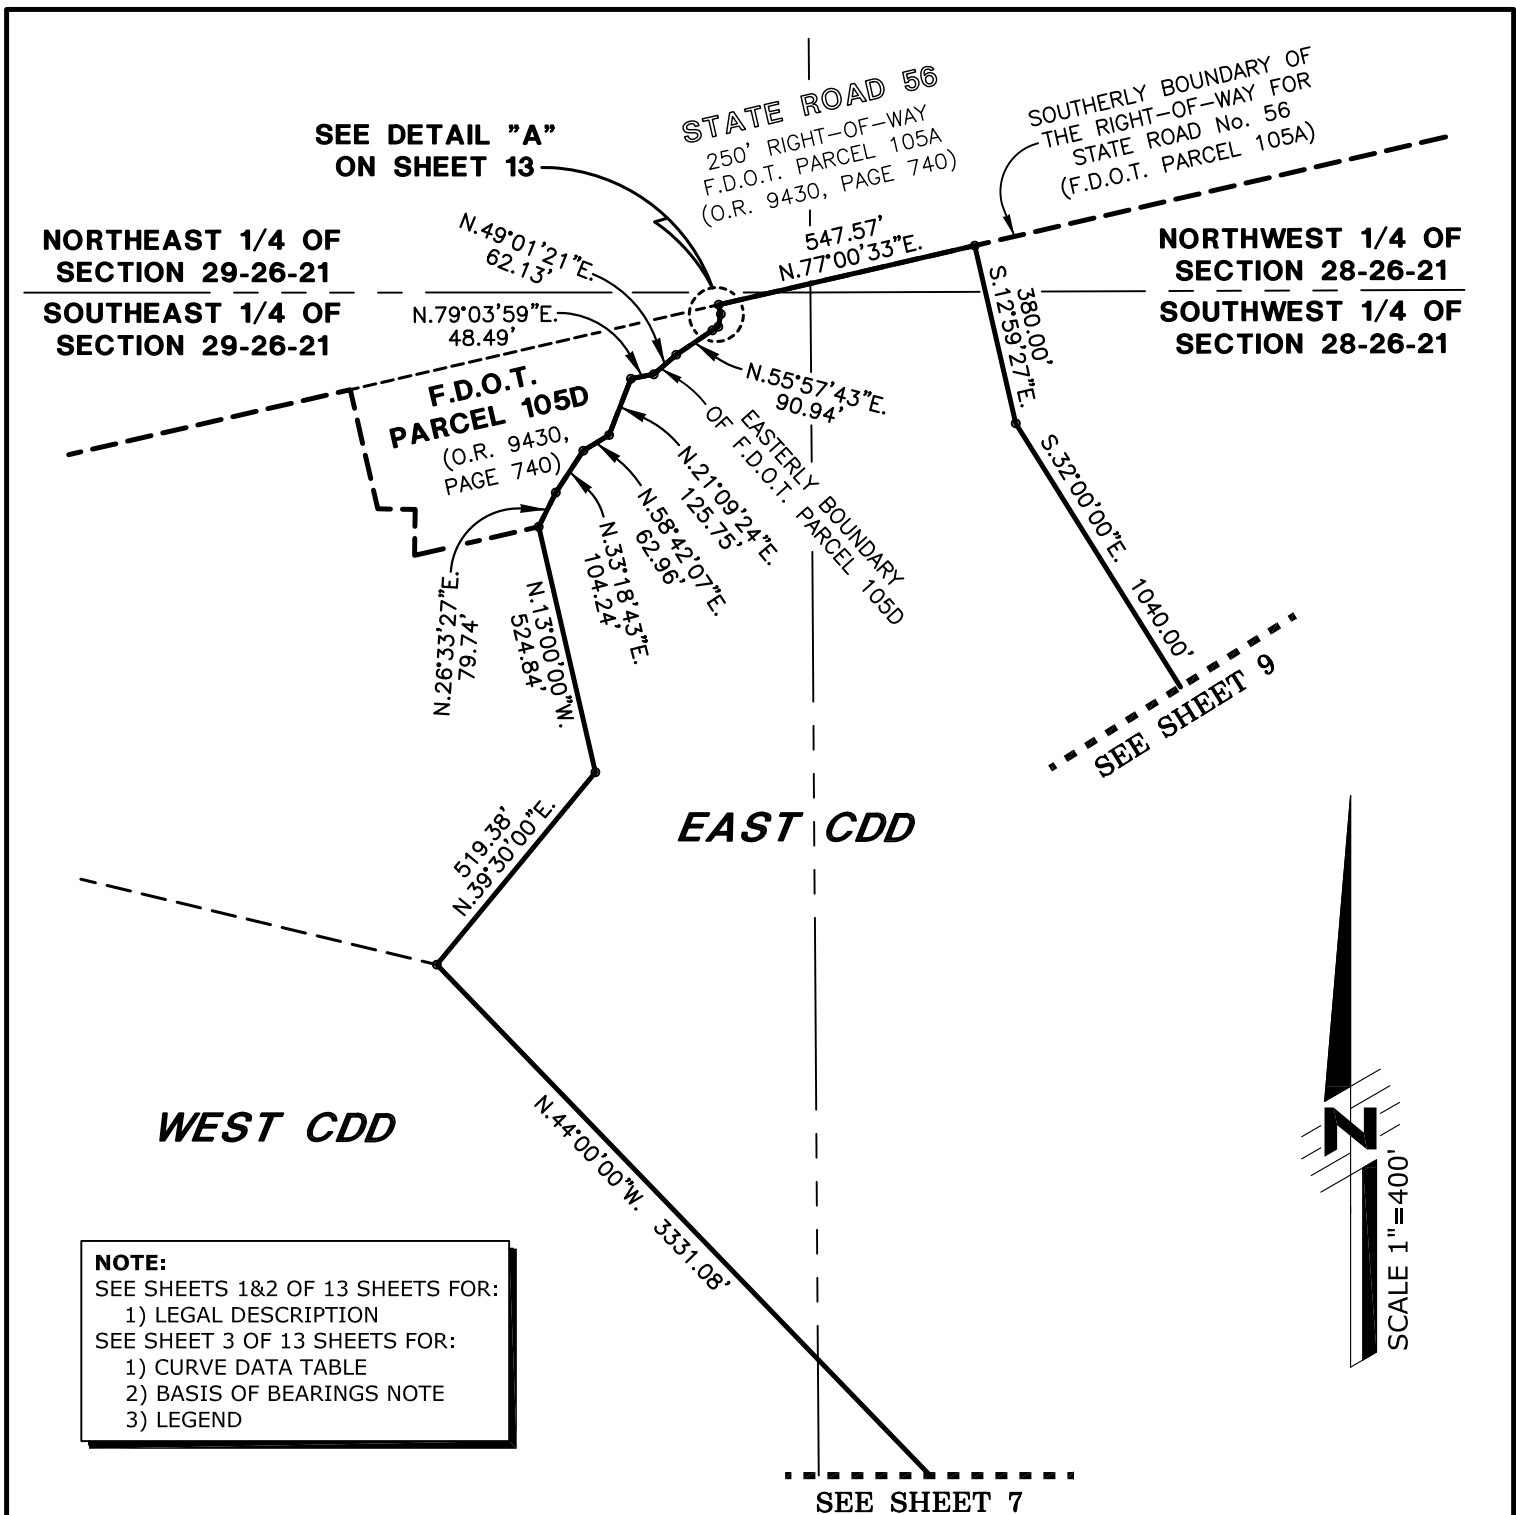 STATE ROAD 56
250' RIGHT-OF-WAY
F.D.O.T. PARCEL 105A
(O.R. 9430, PAGE 740)
SOUTHERLY BOUNDARY OF
THE RIGHT-OF-WAY FOR
STATE ROAD No. 56
(F.D.O.T. PARCEL 105A)
SEE DETAIL "A"
ON SHEET 13
NORTHEAST 1/4 OF
SECTION 29-26-21
SOUTHEAST 1/4 OF
SECTION 29-26-21
N.49°01'21"E.
62.13'
547.57'
N.77°00'33"E.
NORTHWEST 1/4 OF
SECTION 28-26-21
SOUTHWEST 1/4 OF
SECTION 28-26-21
N.79°03'59"E.
48.49'
380.00'
S.12°59'27"E.
F.D.O.T.
PARCEL 105D
(O.R. 9430,
PAGE 740)
N.55°57'43"E.
90.94'
EASTERLY BOUNDARY
OF F.D.O.T. PARCEL 105D
N.21°09'24"E.
125.75'
N.58°42'07"E.
62.96'
N.33°18'43"E.
104.24'
N.26°33'27"E.
79.74'
N.13°00'00"W.
524.84'
S.32°00'00"E. 1040.00'
SEE SHEET 9
519.38'
N.39°30'00"E.
EAST CDD
WEST CDD
N.44°00'00"W. 3331.08'
N
SCALE 1"=400'
NOTE:
SEE SHEETS 1&2 OF 13 SHEETS FOR:
1) LEGAL DESCRIPTION
SEE SHEET 3 OF 13 SHEETS FOR:
1) CURVE DATA TABLE
2) BASIS OF BEARINGS NOTE
3) LEGEND
SEE SHEET 7